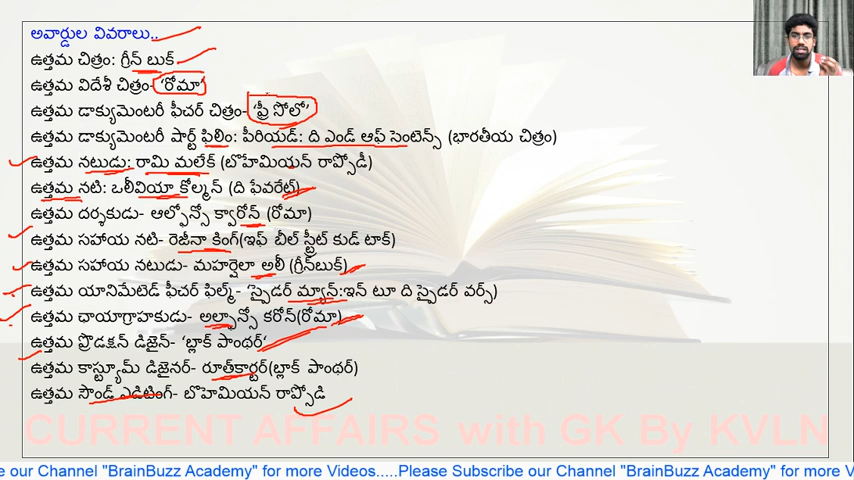 అవార్డుల వివరాలు..
ఉత్తమ చిత్రం: గ్రీన్ బుక్
ఉత్తమ విదేశీ చిత్రం- 'రోమా'
ఉత్తమ డాక్యుమెంటరీ ఫీచర్ చిత్రం- 'ఫ్రీ సోలో'
ఉత్తమ డాక్యుమెంటరీ షార్ట్ ఫిలిం: పీరియడ్: ది ఎండ్ ఆఫ్ సెంటెన్స్ (భారతీయ చిత్రం)
ఉత్తమ నటుడు: రామి మలేక్ (బొహేమియన్ రాప్సోడీ)
ఉత్తమ నటి: ఒలీవియా కోల్మన్ (ది ఫేవరేట్)
ఉత్తమ దర్శకుడు- ఆల్ఫోన్సో క్వారోన్ (రోమా)
ఉత్తమ సహాయ నటి- రెజీనా కింగ్(ఇఫ్ బీల్ స్ట్రీట్ కుడ్ టాక్)
ఉత్తమ సహాయ నటుడు- మహర్షెలా అలీ (గ్రీన్‌బుక్)
ఉత్తమ యానిమేటెడ్ ఫీచర్ ఫిల్మ్- 'స్పైడర్ మ్యాన్:ఇన్ టూ ది స్పైడర్ వర్స్)
ఉత్తమ ఛాయాగ్రాహకుడు- అల్ఫాన్సో కరోన్(రోమా)
ఉత్తమ ప్రొడక్షన్ డిజైన్- 'బ్లాక్ పాంథర్'
ఉత్తమ కాస్ట్యూమ్ డిజైనర్- రూత్‌కార్టర్(బ్లాక్ పాంథర్)
ఉత్తమ సౌండ్ ఎడిటింగ్- బొహెమియన్ రాప్సోడి
CURRENT AFFAIRS with GK By KVLN
e our Channel "BrainBuzz Academy" for more Videos.....Please Subscribe our Channel "BrainBuzz Academy" for more V